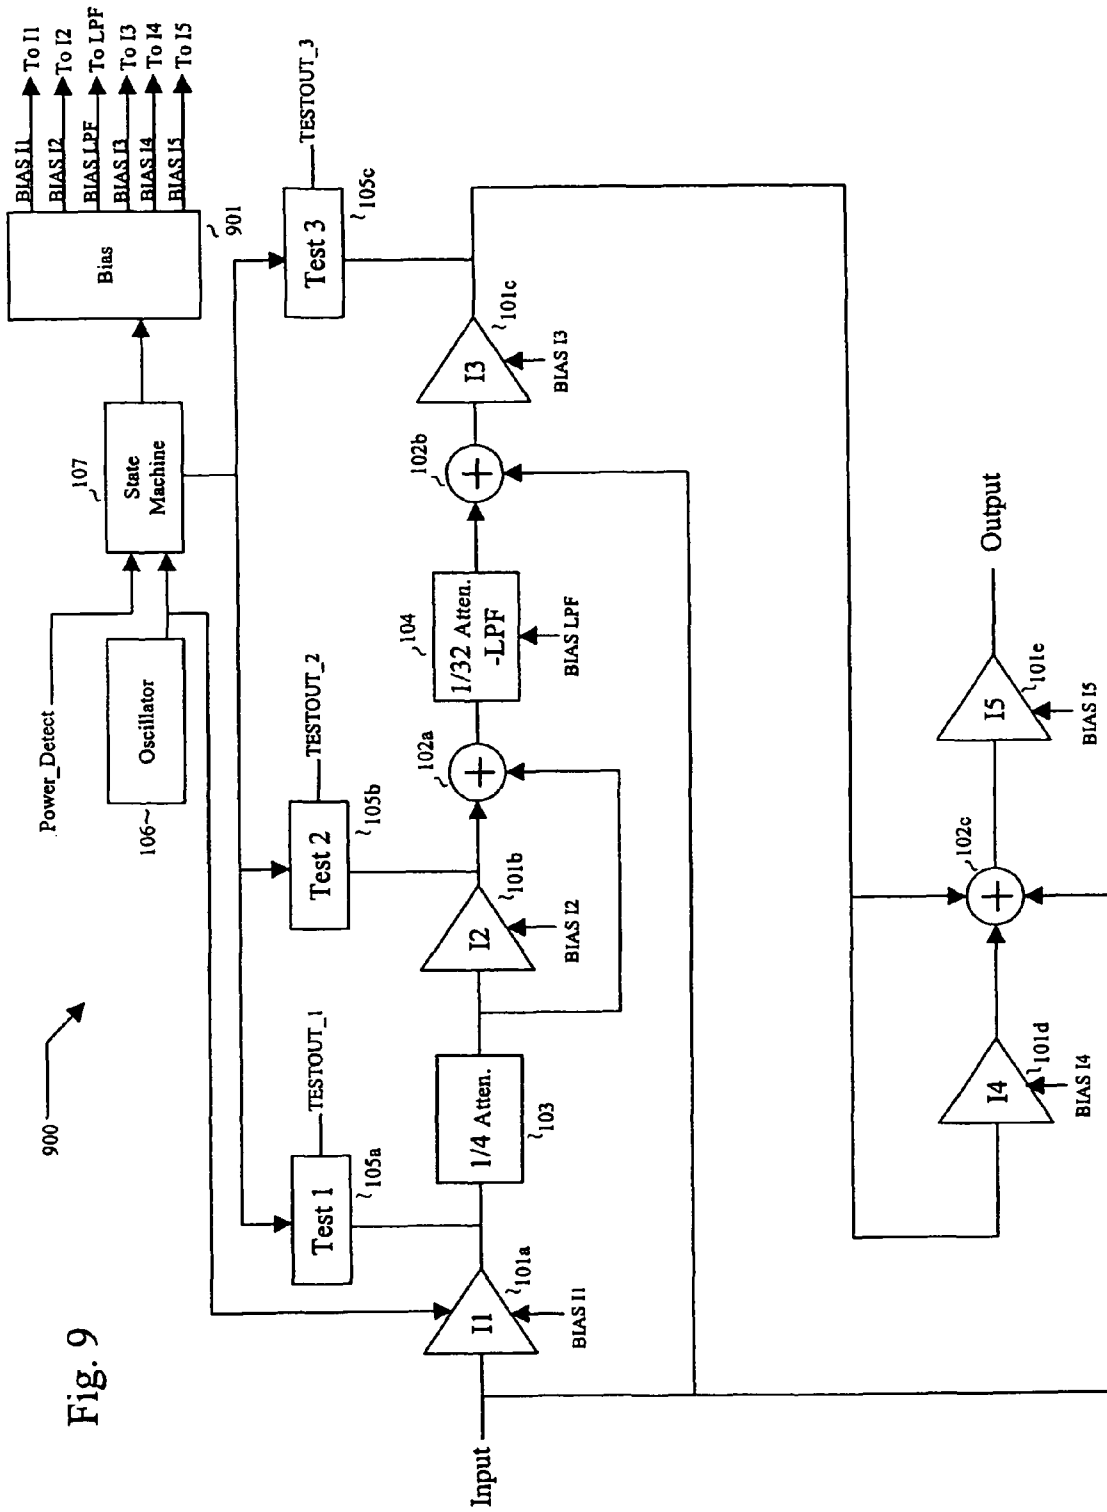 Fig. 9
900
Power_Detect
Oscillator
106
107
State
Machine
Bias
901
BIAS I1
To I1
BIAS I2
To I2
BIAS LPF
To LPF
BIAS I3
To I3
BIAS I4
To I4
BIAS I5
To I5
Test 1
105a
TESTOUT_1
Test 2
105b
TESTOUT_2
Test 3
105c
TESTOUT_3
Input
I1
101a
BIAS I1
1/4 Atten.
103
I2
101b
BIAS I2
102a
+
104
1/32 Atten.
-LPF
BIAS LPF
102b
+
I3
101c
BIAS I3
I4
101d
BIAS I4
102c
+
I5
101e
BIAS I5
Output